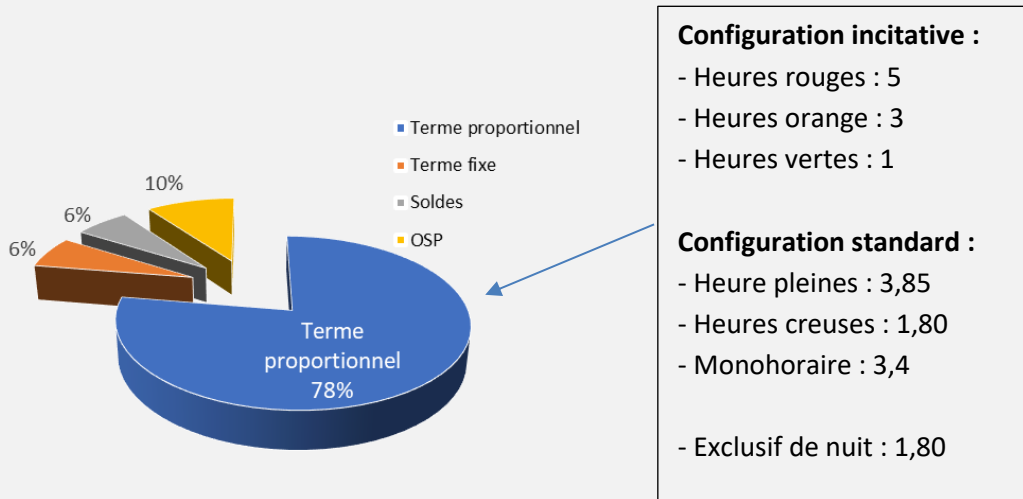 Terme proportionnel
Terme fixe
Soldes
OSP
10%
6%
6%
Terme
proportionnel
78%
Configuration incitative :
- Heures rouges : 5
- Heures orange : 3
- Heures vertes : 1
Configuration standard :
- Heure pleines : 3,85
- Heures creuses : 1,80
- Monohoraire : 3,4
- Exclusif de nuit : 1,80